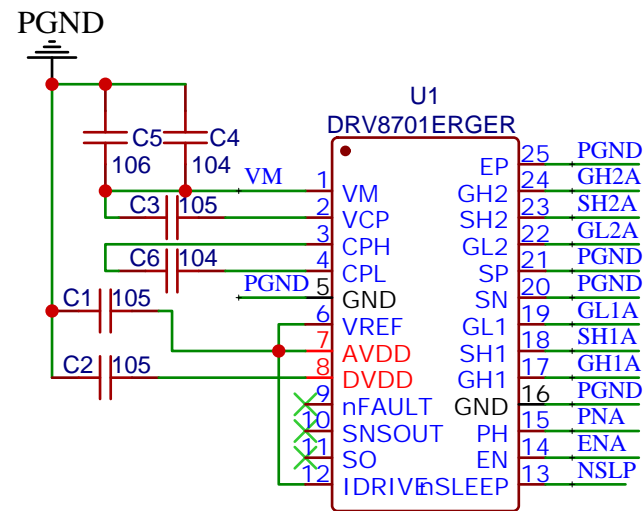 PGND
U1
DRV8701ERGER
C5
106
C4
104
VM
C3
105
C6
104
PGND
C1
105
C2
105
1 VM
2 VCP
3 CPH
4 CPL
5 GND
6 VREF
7 AVDD
8 DVDD
9 nFAULT
10 SNSOUT
11 SO
12 IDRIVE
EP 25 PGND
GH2 24 GH2A
SH2 23 SH2A
GL2 22 GL2A
SP 21 PGND
SN 20 PGND
GL1 19 GL1A
SH1 18 SH1A
GH1 17 GH1A
GND 16 PGND
PH 15 PNA
EN 14 ENA
nSLEEP 13 NSLP